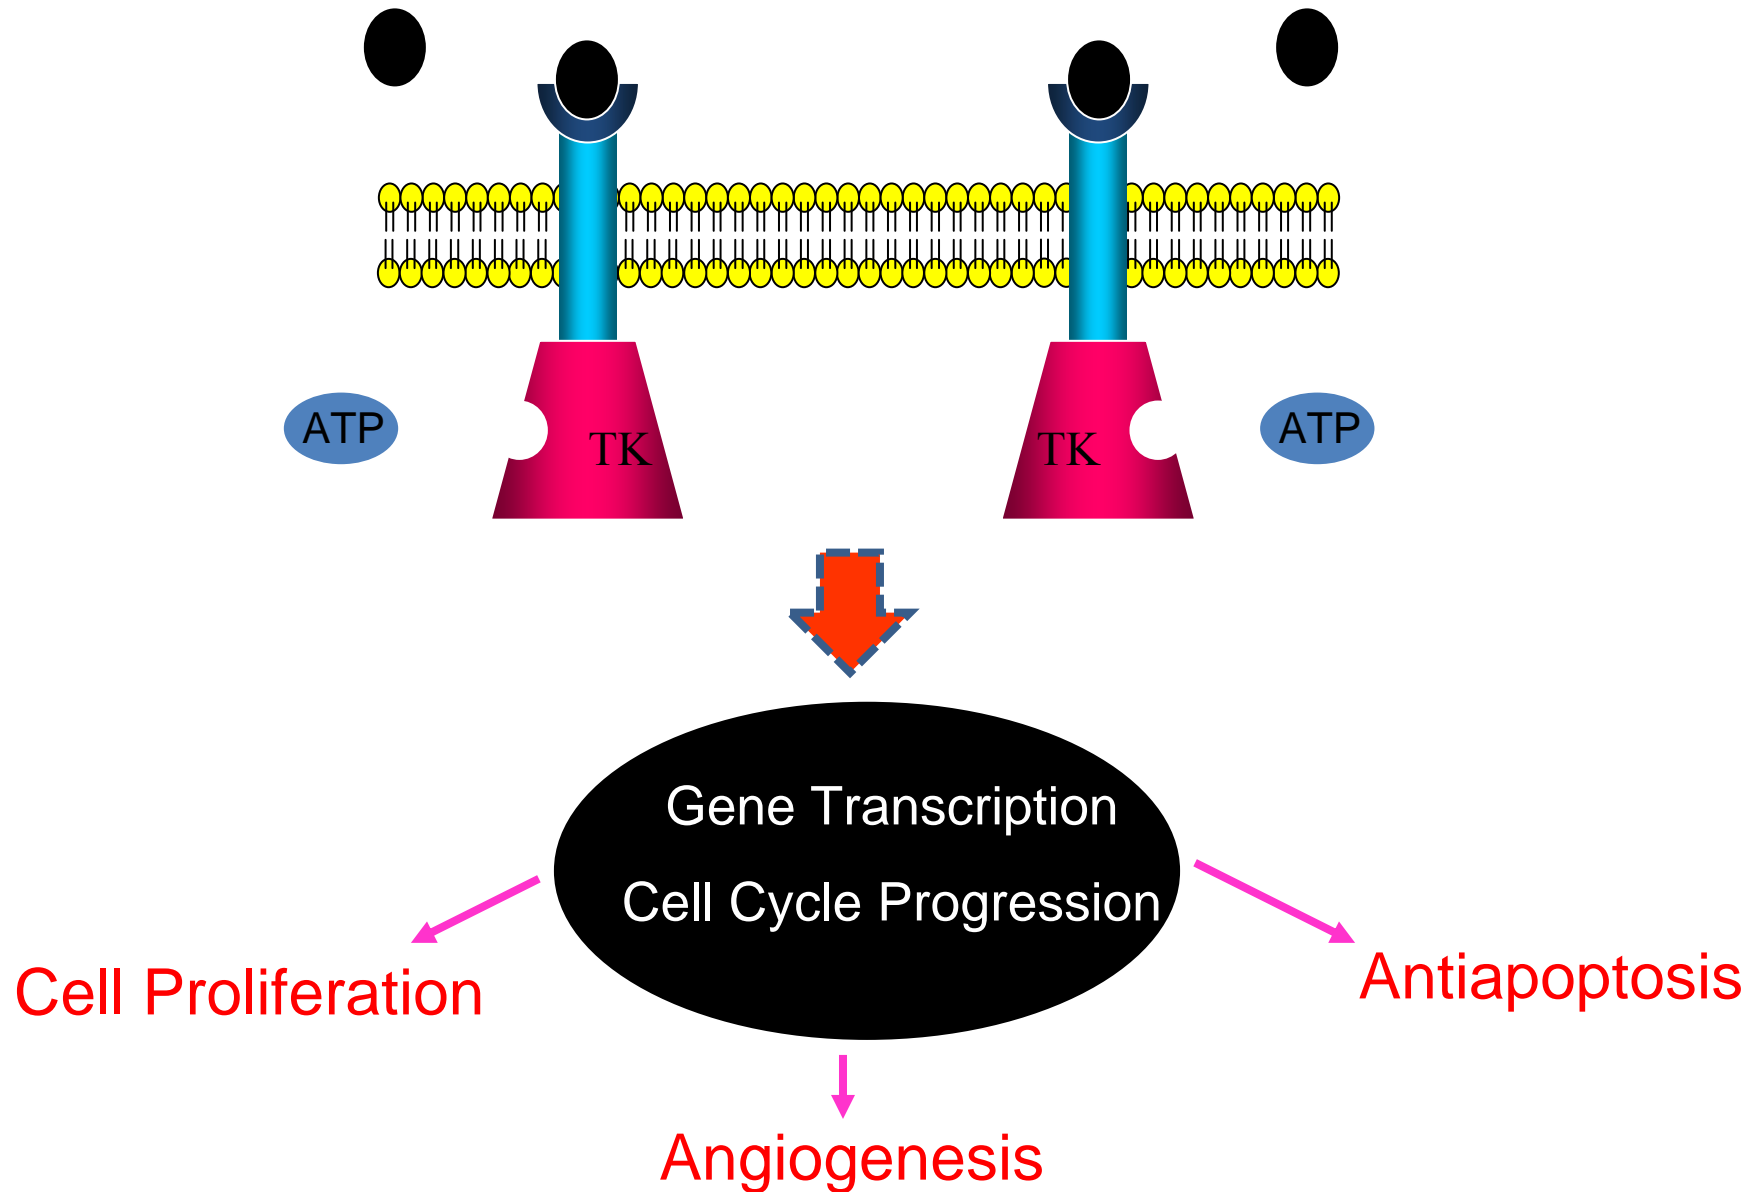 ATP
TK
TK
ATP
Gene Transcription
Cell Cycle Progression
Cell Proliferation
Antiapoptosis
Angiogenesis